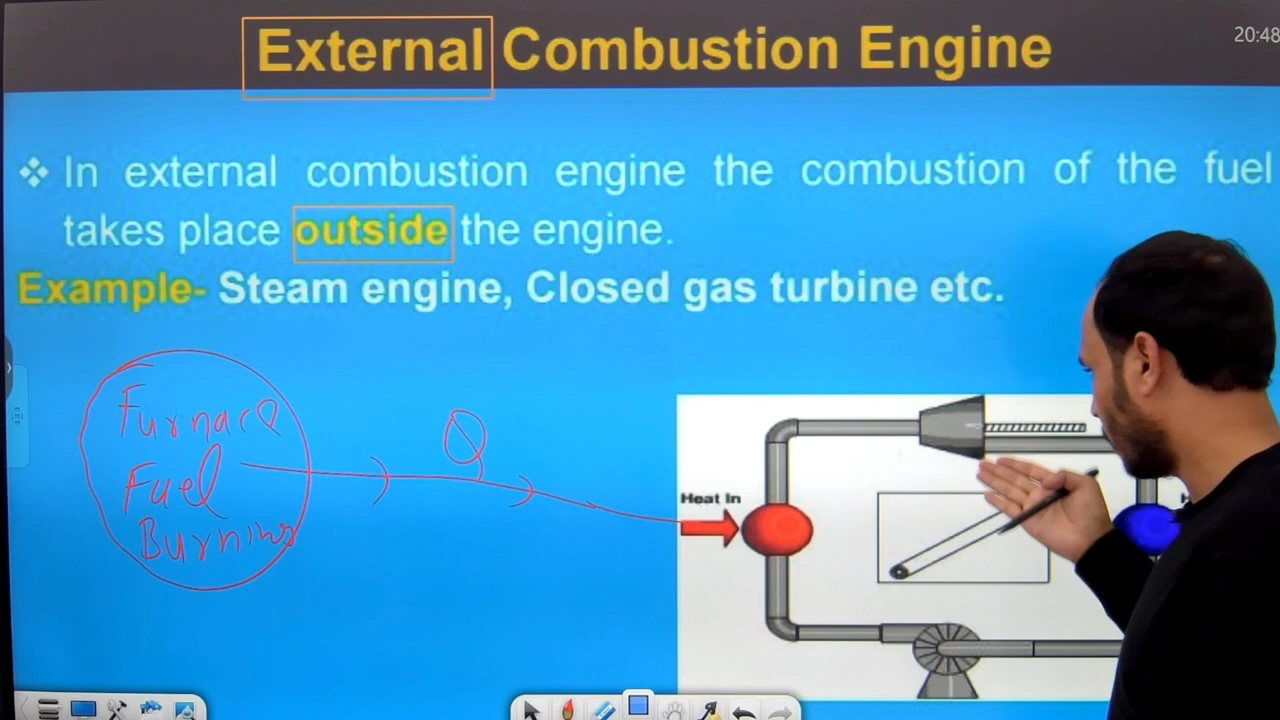 External Combustion Engine
20:48
❖ In external combustion engine the combustion of the fuel
takes place outside the engine.
Example- Steam engine, Closed gas turbine etc.
Furnace
Fuel
Burning
Q
Heat In